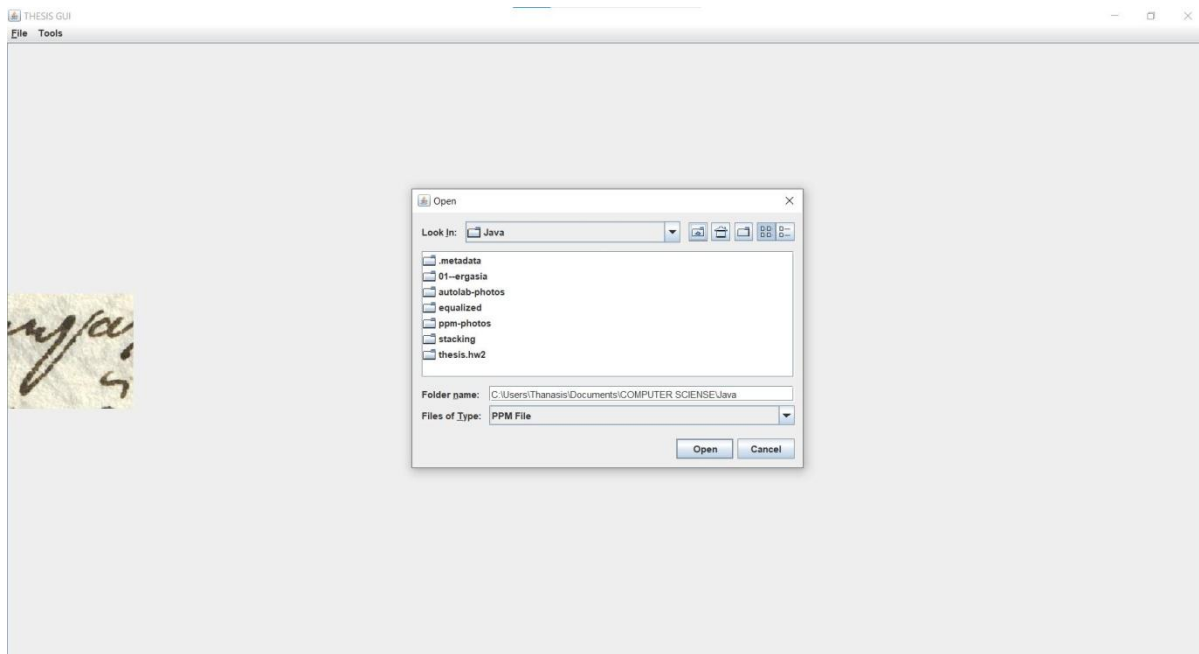 THESIS GUI
File Tools
Open
Look In: Java
.metadata
01--ergasia
autolab-photos
equalized
ppm-photos
stacking
thesis.hw2
Folder name: C:\Users\Thanasis\Documents\COMPUTER SCIENSE\Java
Files of Type: PPM File
Open Cancel